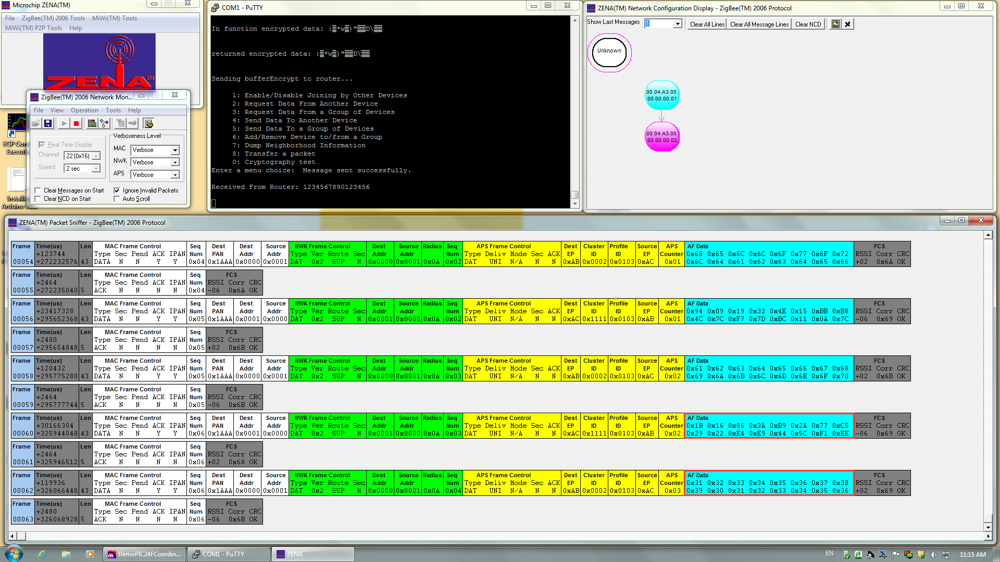 Microchip ZENA(TM)
File ZigBee(TM) 2006 Tools MiWi(TM) Tools
MiWi(TM) P2P Tools Help
ZENA™
ZigBee(TM) 2006 Network Mon...
File View Operation Tools Help
Real Time Display
Channel 22 (0x16)
Speed 2 sec
Verboseness Level
MAC Verbose
NWK Verbose
APS Verbose
Clear Messages on Start
Ignore Invalid Packets
Clear NCD on Start
Auto Scroll
Executi
Arduino
COM1 - PuTTY
In function encrypted data:
returned encrypted data:
Sending bufferEncrypt to router...
1: Enable/Disable Joining by Other Devices
2: Request Data From Another Device
3: Request Data From a Group of Devices
4: Send Data To Another Device
5: Send Data To a Group of Devices
6: Add/Remove Device to/from a Group
7: Dump Neighborhood Information
8: Transfer a packet
0: Cryptography test
Enter a menu choice: Message sent successfully.
Received From Router: 1234567890123456
ZENA(TM) Network Configuration Display - ZigBee(TM) 2006 Protocol
Show Last Messages 1 Clear All Lines Clear All Message Lines Clear NCD
Unknown
00.04.A3.00.
00.00.00.01
00.04.A3.00.
00.00.00.02
ZENA(TM) Packet Sniffer - ZigBee(TM) 2006 Protocol
Frame Time(us) Len MAC Frame Control Seq Dest Dest Source NWK Frame Control Dest Source Radius Seq APS Frame Control Dest Cluster Profile Source APS AF Data FCS
+123744 Type Sec Pend ACK IPAN Num PAN Addr Addr Type Ver Route Sec Addr Addr Num Type Deliv Mode Sec ACK EP ID ID EP Counter 0x68 0x65 0x6C 0x6C 0x6F 0x77 0x6F 0x72 RSSI Corr CRC
00054 =272232576 43 DATA N N Y Y 0x04 0x1AAA 0x0000 0x0001 DAT 0x2 SUP N 0x0000 0x0001 0x0A 0x02 DAT UNI N/A N N 0xAB 0x0002 0x0103 0xAC 0x01 0x6C 0x64 0x61 0x62 0x63 0x64 0x65 0x66 +02 0x6A OK
Frame Time(us) Len MAC Frame Control Seq FCS
+2464 Type Sec Pend ACK IPAN Num RSSI Corr CRC
00055 =272235040 5 ACK N N N N 0x04 -06 0x6A OK
Frame Time(us) Len MAC Frame Control Seq Dest Dest Source NWK Frame Control Dest Source Radius Seq APS Frame Control Dest Cluster Profile Source APS AF Data FCS
+23417328 Type Sec Pend ACK IPAN Num PAN Addr Addr Type Ver Route Sec Addr Addr Num Type Deliv Mode Sec ACK EP ID ID EP Counter 0x94 0x09 0x19 0x32 0x4E 0x15 0xBB 0xB8 RSSI Corr CRC
00056 =295652368 43 DATA N N Y Y 0x05 0x1AAA 0x0001 0x0000 DAT 0x2 SUP N 0x0001 0x0000 0x0A 0x02 DAT UNI N/A N N 0xAC 0x1111 0x0103 0xAB 0x01 0x4C 0x7C 0xF7 0x7D 0xBC 0x11 0x0A 0x7C -06 0x69 OK
Frame Time(us) Len MAC Frame Control Seq FCS
+2480 Type Sec Pend ACK IPAN Num RSSI Corr CRC
00057 =295654848 5 ACK N N N N 0x05 +02 0x6B OK
Frame Time(us) Len MAC Frame Control Seq Dest Dest Source NWK Frame Control Dest Source Radius Seq APS Frame Control Dest Cluster Profile Source APS AF Data FCS
+120432 Type Sec Pend ACK IPAN Num PAN Addr Addr Type Ver Route Sec Addr Addr Num Type Deliv Mode Sec ACK EP ID ID EP Counter 0x61 0x62 0x63 0x64 0x65 0x66 0x67 0x68 RSSI Corr CRC
00058 =295775280 43 DATA N N Y Y 0x05 0x1AAA 0x0000 0x0001 DAT 0x2 SUP N 0x0000 0x0001 0x0A 0x03 DAT UNI N/A N N 0xAB 0x0002 0x0103 0xAC 0x02 0x69 0x6A 0x6B 0x6C 0x6D 0x6E 0x6F 0x70 +02 0x6B OK
Frame Time(us) Len MAC Frame Control Seq FCS
+2464 Type Sec Pend ACK IPAN Num RSSI Corr CRC
00059 =295777744 5 ACK N N N N 0x05 -06 0x6B OK
Frame Time(us) Len MAC Frame Control Seq Dest Dest Source NWK Frame Control Dest Source Radius Seq APS Frame Control Dest Cluster Profile Source APS AF Data FCS
+30166304 Type Sec Pend ACK IPAN Num PAN Addr Addr Type Ver Route Sec Addr Addr Num Type Deliv Mode Sec ACK EP ID ID EP Counter 0x1B 0x16 0x86 0x3A 0xB9 0x2A 0x77 0xC5 RSSI Corr CRC
00060 =325944048 43 DATA N N Y Y 0x06 0x1AAA 0x0001 0x0000 DAT 0x2 SUP N 0x0001 0x0000 0x0A 0x03 DAT UNI N/A N N 0xAC 0x1111 0x0103 0xAB 0x02 0x29 0x22 0xE4 0xE9 0x44 0x5C 0xF1 0xEE -06 0x69 OK
Frame Time(us) Len MAC Frame Control Seq FCS
+2464 Type Sec Pend ACK IPAN Num RSSI Corr CRC
00061 =325946512 5 ACK N N N N 0x06 +02 0x68 OK
Frame Time(us) Len MAC Frame Control Seq Dest Dest Source NWK Frame Control Dest Source Radius Seq APS Frame Control Dest Cluster Profile Source APS AF Data FCS
+119936 Type Sec Pend ACK IPAN Num PAN Addr Addr Type Ver Route Sec Addr Addr Num Type Deliv Mode Sec ACK EP ID ID EP Counter 0x31 0x32 0x33 0x34 0x35 0x36 0x37 0x38 RSSI Corr CRC
00062 =326066448 43 DATA N N Y Y 0x06 0x1AAA 0x0000 0x0001 DAT 0x2 SUP N 0x0000 0x0001 0x0A 0x04 DAT UNI N/A N N 0xAB 0x0002 0x0103 0xAC 0x03 0x39 0x30 0x31 0x32 0x33 0x34 0x35 0x36 +02 0x69 OK
Frame Time(us) Len MAC Frame Control Seq FCS
+2480 Type Sec Pend ACK IPAN Num RSSI Corr CRC
00063 =326068928 5 ACK N N N N 0x06 -06 0x6B OK
DemoPIC24FCoordin... COM1 - PuTTY ZENA EN 11:15 AM